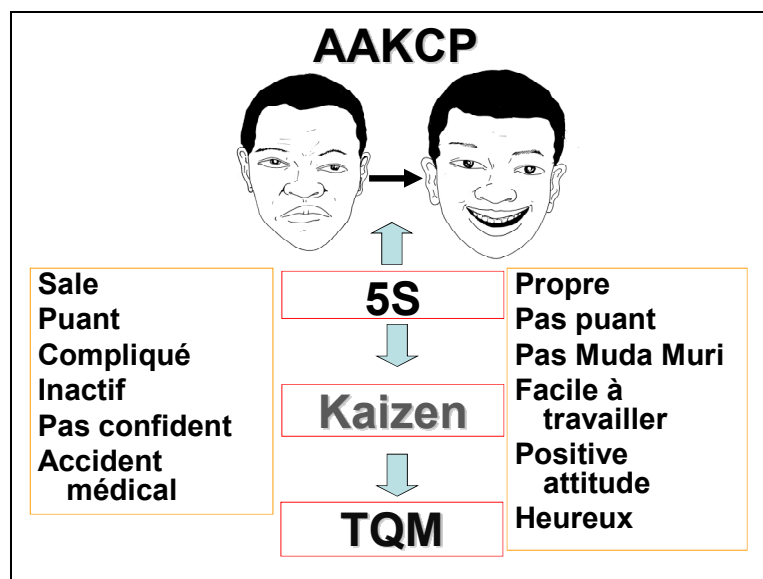 AAKCP
Sale
Puant
Compliqué
Inactif
Pas confident
Accident
médical
5S
Kaizen
TQM
Propre
Pas puant
Pas Muda Muri
Facile à
travailler
Positive
attitude
Heureux